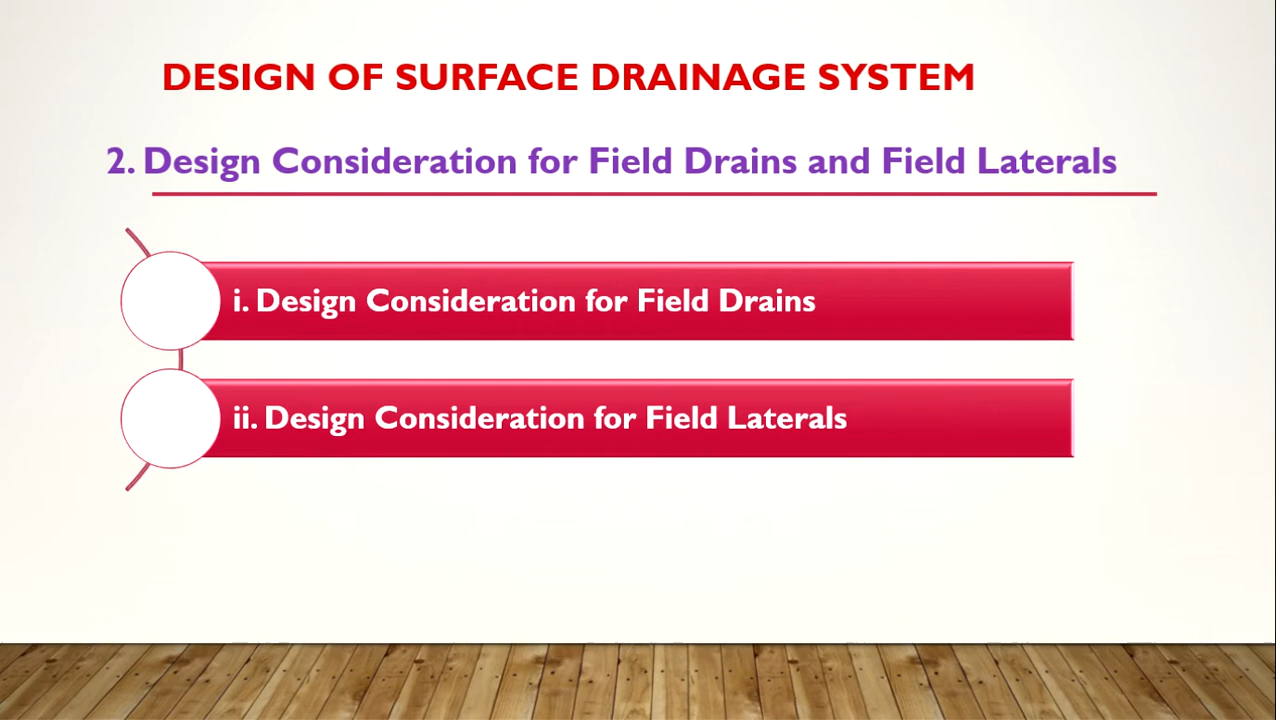 DESIGN OF SURFACE DRAINAGE SYSTEM
2. Design Consideration for Field Drains and Field Laterals
i. Design Consideration for Field Drains
ii. Design Consideration for Field Laterals